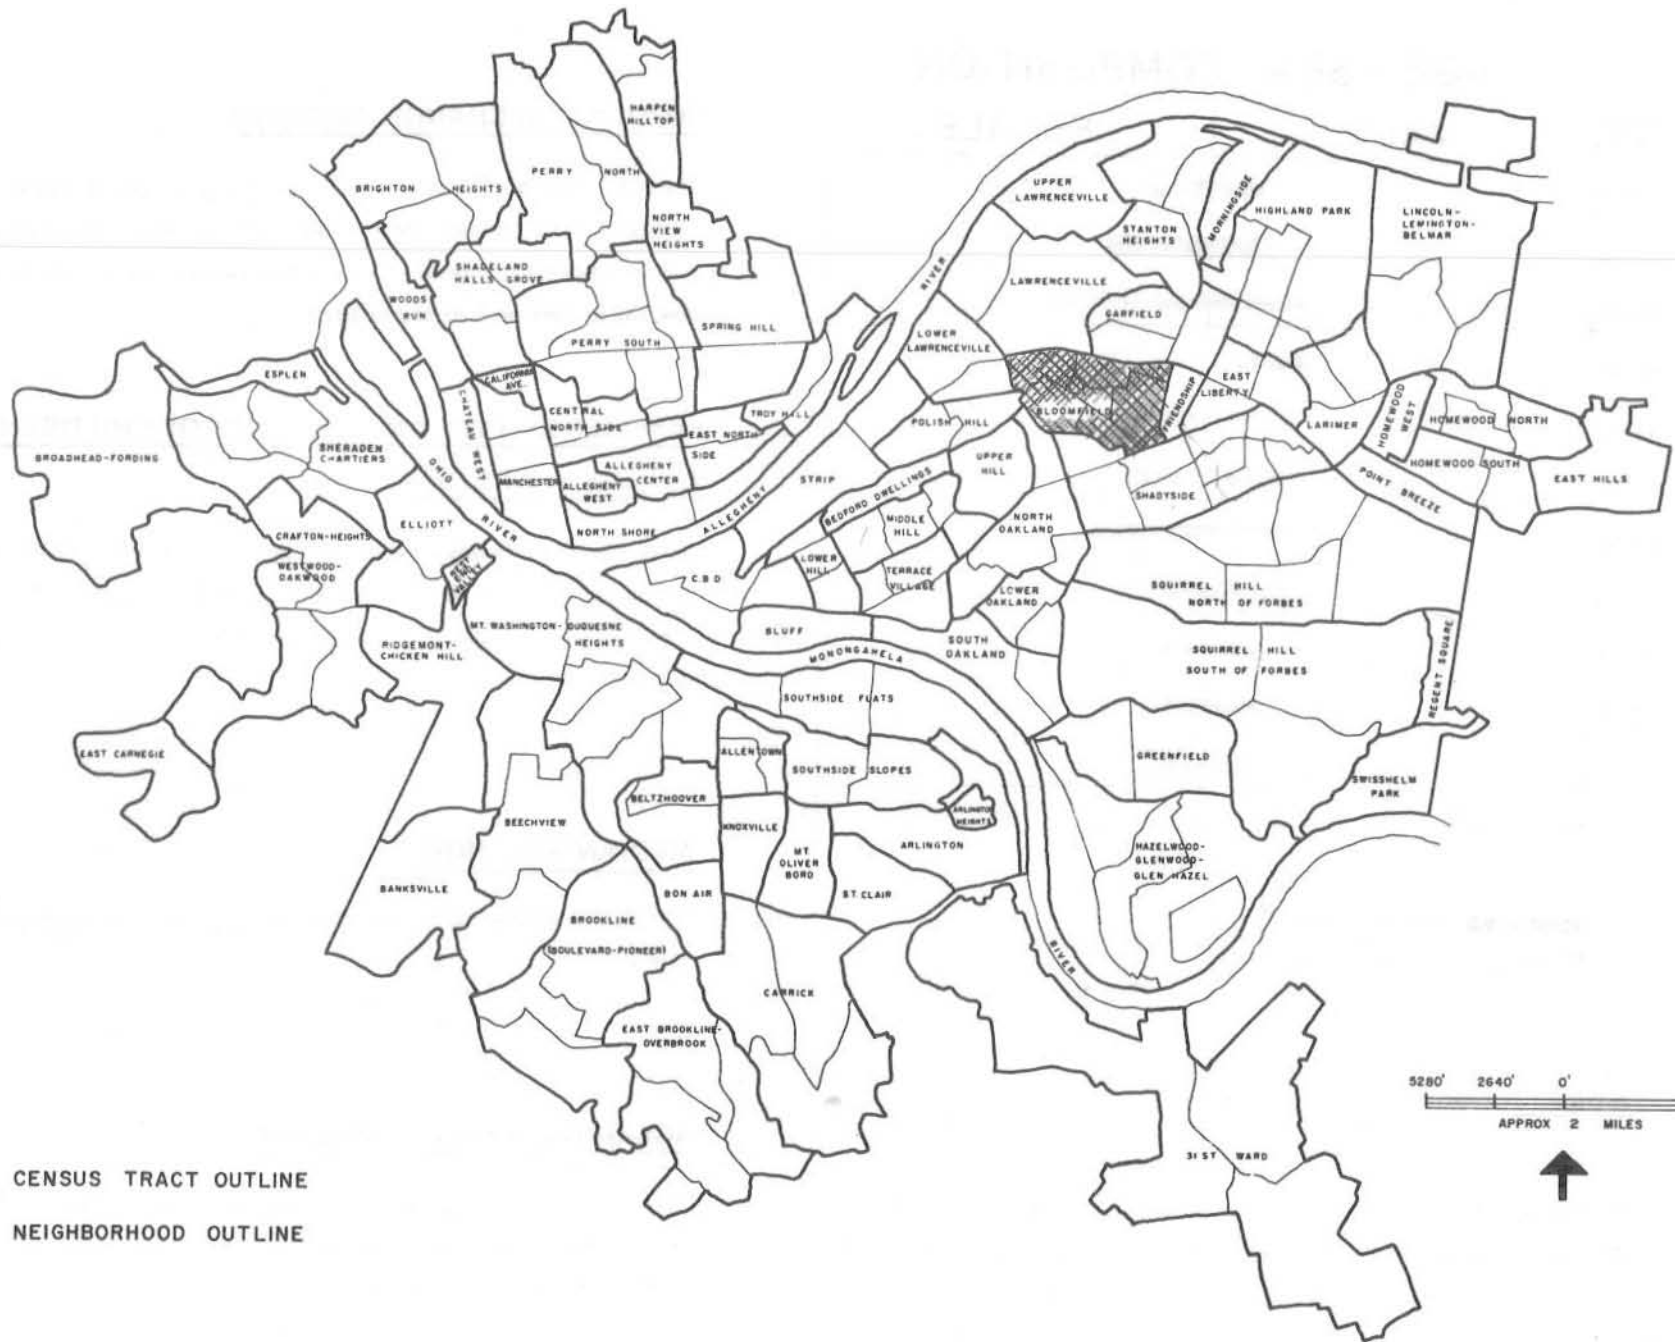 HARPEN
HILLTOP
PERRY NORTH
BRIGHTON HEIGHTS
NORTH
VIEW
HEIGHTS
UPPER
LAWRENCEVILLE
MORNINGSIDE
HIGHLAND PARK
LINCOLN-
LEMINGTON-
BELMAR
STANTON
HEIGHTS
SHADELAND
HALLS GROVE
WOODS
RUN
RIVER
LAWRENCEVILLE
GARFIELD
SPRING HILL
PERRY SOUTH
LOWER
LAWRENCEVILLE
ESPLEN
CALIFORNIA
AVE.
CHATEAU WEST
CENTRAL
NORTH SIDE
TROY HILL
EAST NORTH
SIDE
POLISH HILL
BLOOMFIELD
FRIENDSHIP
EAST
LIBERTY
LARIMER
HOMEWOOD
WEST
HOMEWOOD NORTH
HOMEWOOD SOUTH
EAST HILLS
POINT BREEZE
BROADHEAD-FORDING
SHERADEN
CHARTIERS
OHIO RIVER
MANCHESTER
ALLEGHENY
WEST
ALLEGHENY
CENTER
STRIP
UPPER
HILL
SHADYSIDE
BEDFORD DWELLINGS
ELLIOTT
CRAFTON-HEIGHTS
NORTH SHORE
ALLEGHENY
MIDDLE
HILL
NORTH
OAKLAND
WESTWOOD-
OAKWOOD
WEST
END
VALLEY
C.B.D
LOWER
HILL
TERRACE
VILLAGE
LOWER
OAKLAND
SQUIRREL HILL
NORTH OF FORBES
MT. WASHINGTON-DUQUESNE
HEIGHTS
BLUFF
SOUTH
OAKLAND
RIDGEMONT-
CHICKEN HILL
MONONGAHELA
SQUIRREL HILL
SOUTH OF FORBES
REGENT SQUARE
SOUTHSIDE FLATS
EAST CARNEGIE
ALLENTOWN
SOUTHSIDE SLOPES
GREENFIELD
SWISSHELM
PARK
BELTZHOOVER
ARLINGTON
HEIGHTS
BEECHVIEW
KNOXVILLE
MT.
OLIVER
BORO
ARLINGTON
HAZELWOOD-
GLENWOOD-
GLEN HAZEL
BANKSVILLE
BON AIR
ST. CLAIR
BROOKLINE
(BOULEVARD-PIONEER)
RIVER
CARRICK
EAST BROOKLINE-
OVERBROOK
5280' 2640' 0'
APPROX 2 MILES
31 ST WARD
CENSUS TRACT OUTLINE
NEIGHBORHOOD OUTLINE